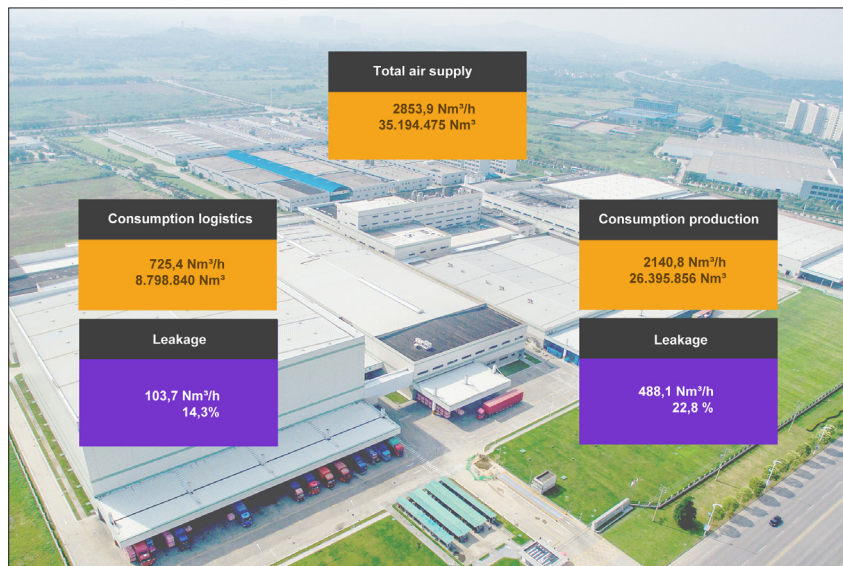 Total air supply
2853,9 Nm³/h
35.194.475 Nm³
Consumption logistics
725,4 Nm³/h
8.798.840 Nm³
Leakage
103,7 Nm³/h
14,3%
Consumption production
2140,8 Nm³/h
26.395.856 Nm³
Leakage
488,1 Nm³/h
22,8 %